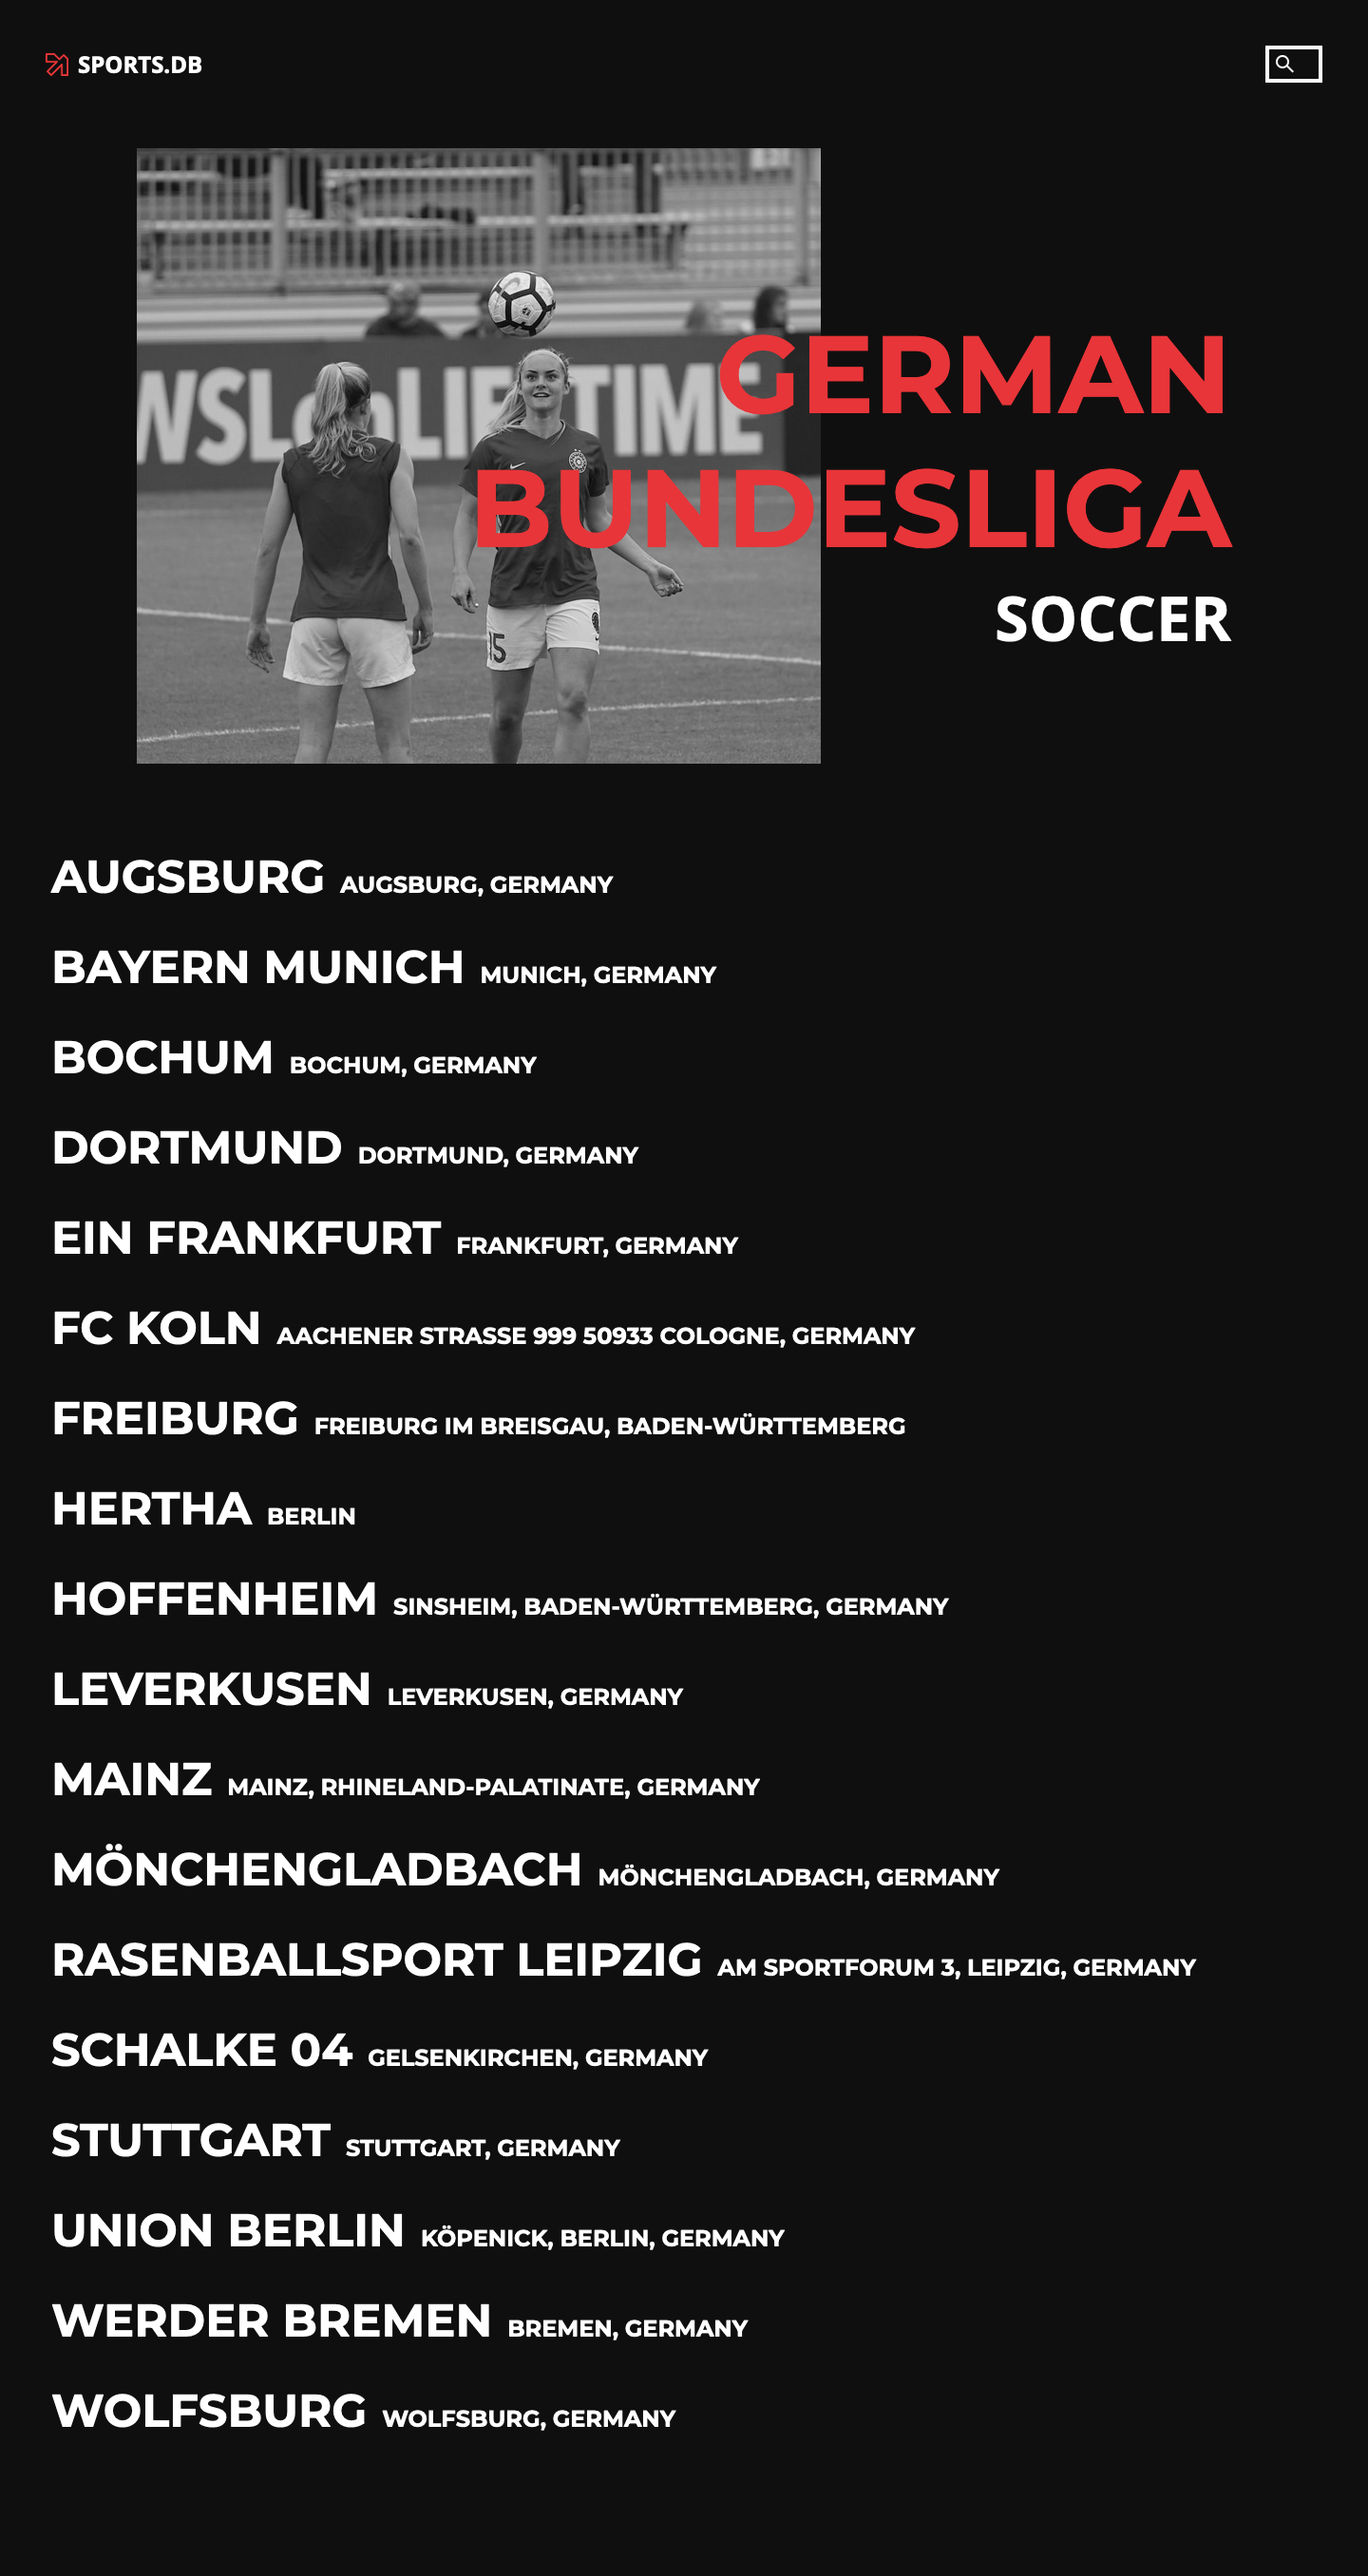 SPORTS.DB
WSL on LIFETIME
GERMAN
BUNDESLIGA
15
SOCCER
AUGSBURG AUGSBURG, GERMANY
BAYERN MUNICH MUNICH, GERMANY
BOCHUM BOCHUM, GERMANY
DORTMUND DORTMUND, GERMANY
EIN FRANKFURT FRANKFURT, GERMANY
FC KOLN AACHENER STRASSE 999 50933 COLOGNE, GERMANY
FREIBURG FREIBURG IM BREISGAU, BADEN-WÜRTTEMBERG
HERTHA BERLIN
HOFFENHEIM SINSHEIM, BADEN-WÜRTTEMBERG, GERMANY
LEVERKUSEN LEVERKUSEN, GERMANY
MAINZ MAINZ, RHINELAND-PALATINATE, GERMANY
MÖNCHENGLADBACH MÖNCHENGLADBACH, GERMANY
RASENBALLSPORT LEIPZIG AM SPORTFORUM 3, LEIPZIG, GERMANY
SCHALKE 04 GELSENKIRCHEN, GERMANY
STUTTGART STUTTGART, GERMANY
UNION BERLIN KÖPENICK, BERLIN, GERMANY
WERDER BREMEN BREMEN, GERMANY
WOLFSBURG WOLFSBURG, GERMANY